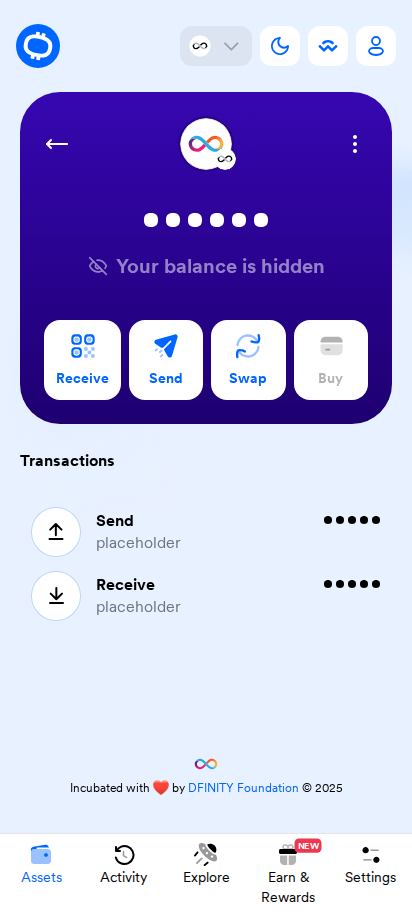 Your balance is hidden
Receive
Send
Swap
Buy
Transactions
Send
placeholder
Receive
placeholder
Incubated with ❤️ by DFINITY Foundation © 2025
NEW
Assets
Activity
Explore
Earn &
Rewards
Settings